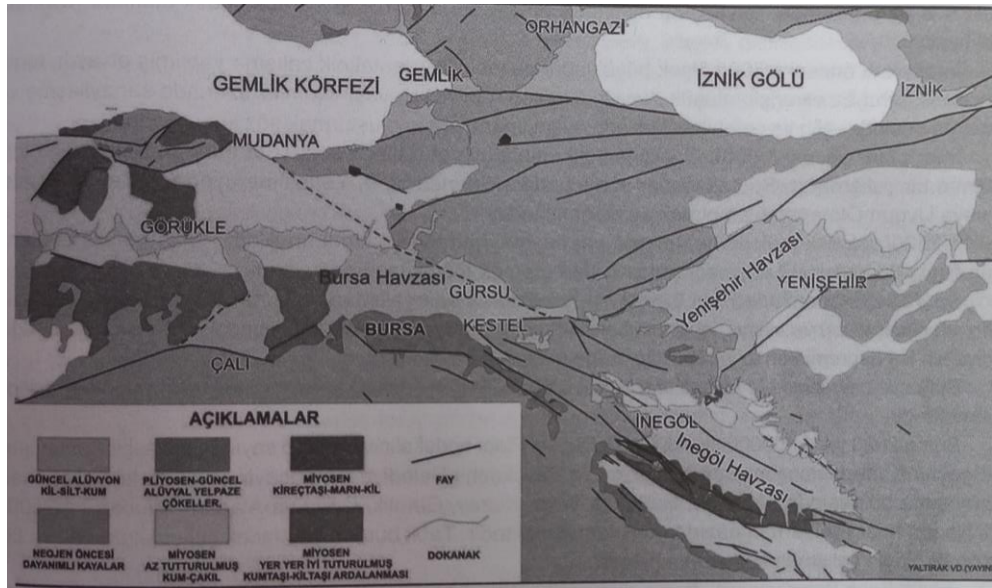 ORHANGAZİ
GEMLİK KÖRFEZİ
GEMLİK
İZNİK GÖLÜ
İZNİK
MUDANYA
GÖRÜKLE
Bursa Havzası
GÜRSU
Yenişehir Havzası
YENİŞEHİR
BURSA
KESTEL
ÇALI
İNEGÖL
Inegöl Havzası
AÇIKLAMALAR
GÜNCEL ALÜVYON
KİL-SİLT-KUM
PLİYOSEN-GÜNCEL
ALÜVYAL YELPAZE
ÇÖKELLER.
MİYOSEN
KİREÇTAŞI-MARN-KİL
FAY
NEOJEN ÖNCESİ
DAYANIMLI KAYALAR
MİYOSEN
AZ TUTTURULMUŞ
KUM-ÇAKIL
MİYOSEN
YER YER İYİ TUTURULMUŞ
KUMTAŞI-KİLTAŞI ARDALANMASI
DOKANAK
YALTIRAK VD.(YAYIN